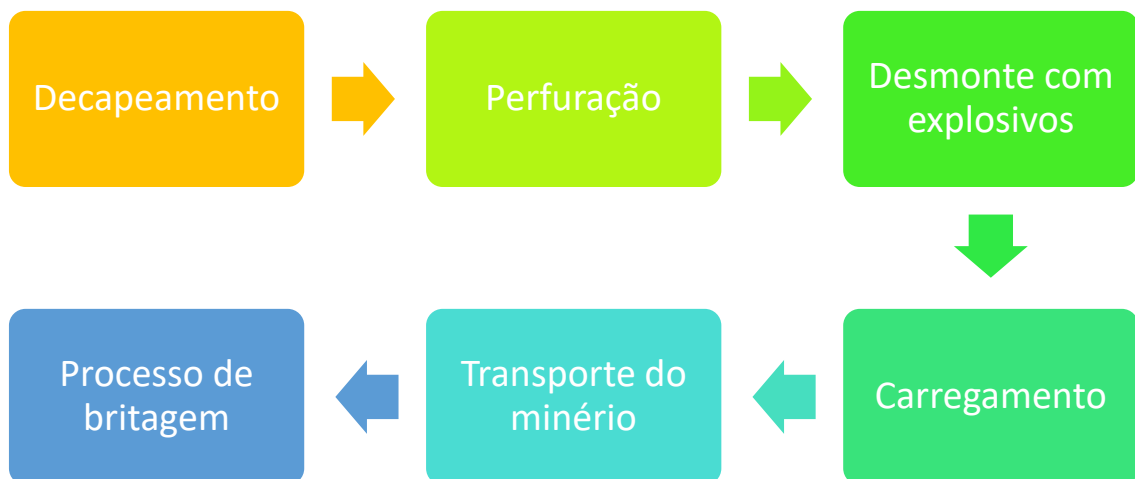 Decapeamento
Perfuração
Desmonte com
explosivos
Carregamento
Transporte do
minério
Processo de
britagem